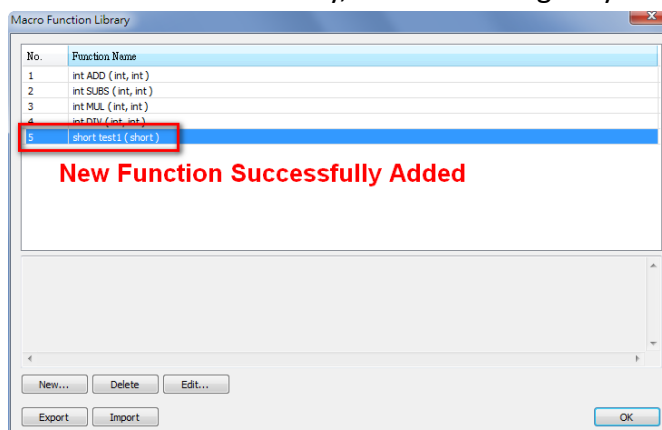 Macro Function Library
No. Function Name
1 int ADD ( int, int )
2 int SUBS ( int, int )
3 int MUL ( int, int )
4 int DIV ( int, int )
5 short test1 ( short )
New Function Successfully Added
New... Delete Edit...
Export Import OK